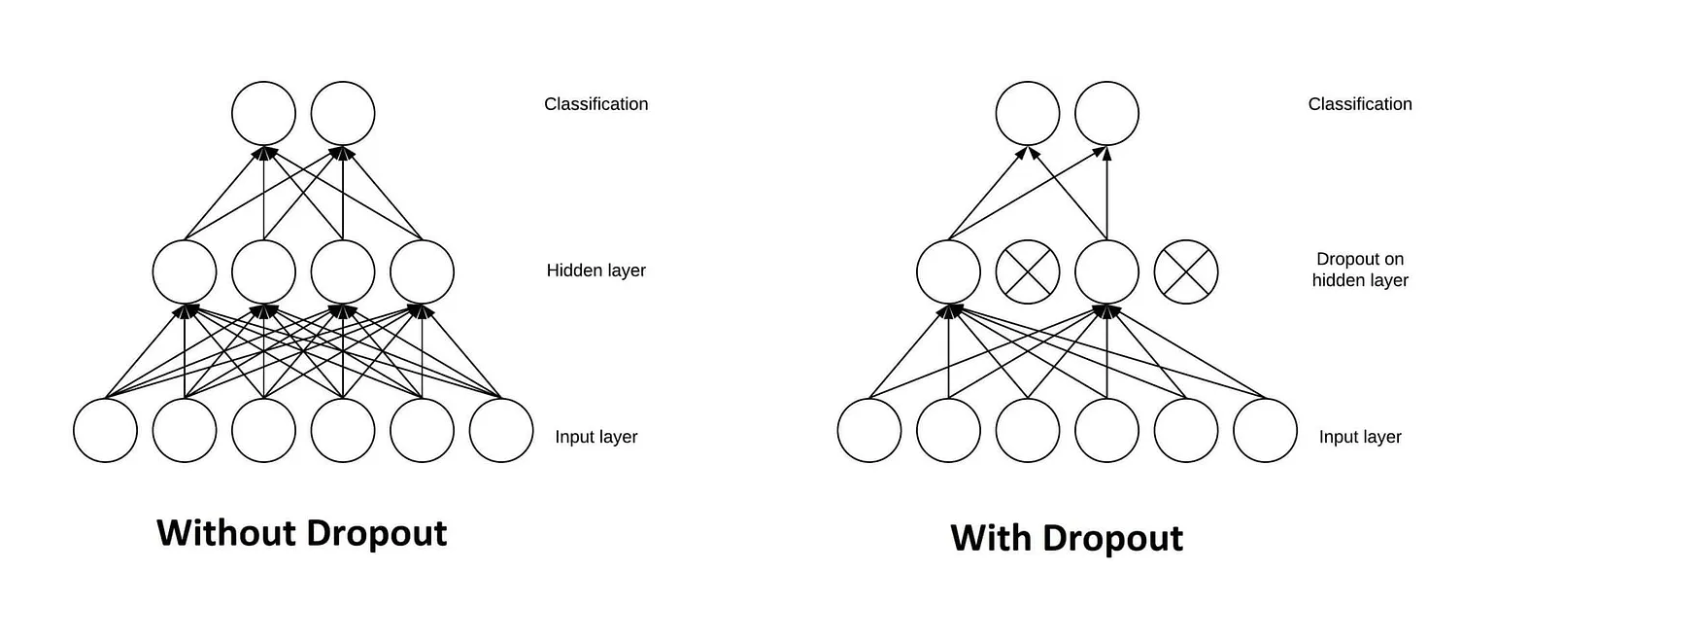 Classification
Hidden layer
Input layer
Without Dropout
Classification
Dropout on
hidden layer
Input layer
With Dropout